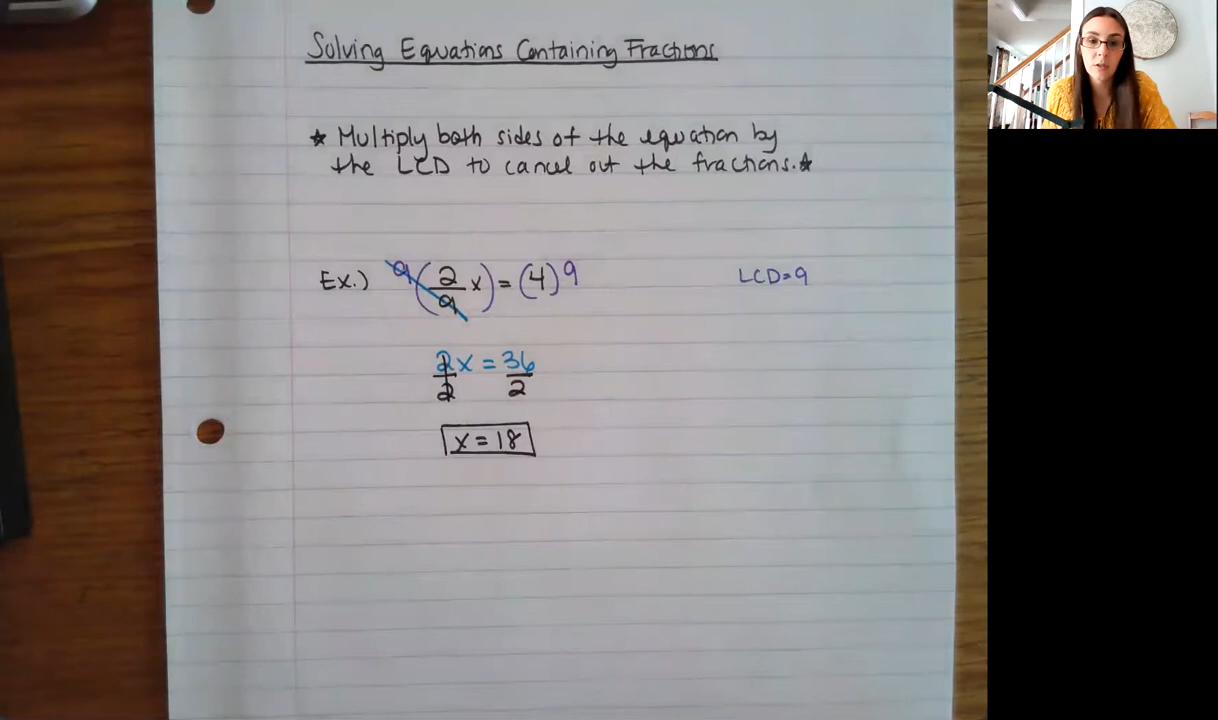 Solving Equations Containing Fractions
★ Multiply both sides of the equation by
the LCD to cancel out the fractions. ★
Ex.) 9(2/9 x) = (4)9 LCD=9
2x/2 = 36/2
x = 18